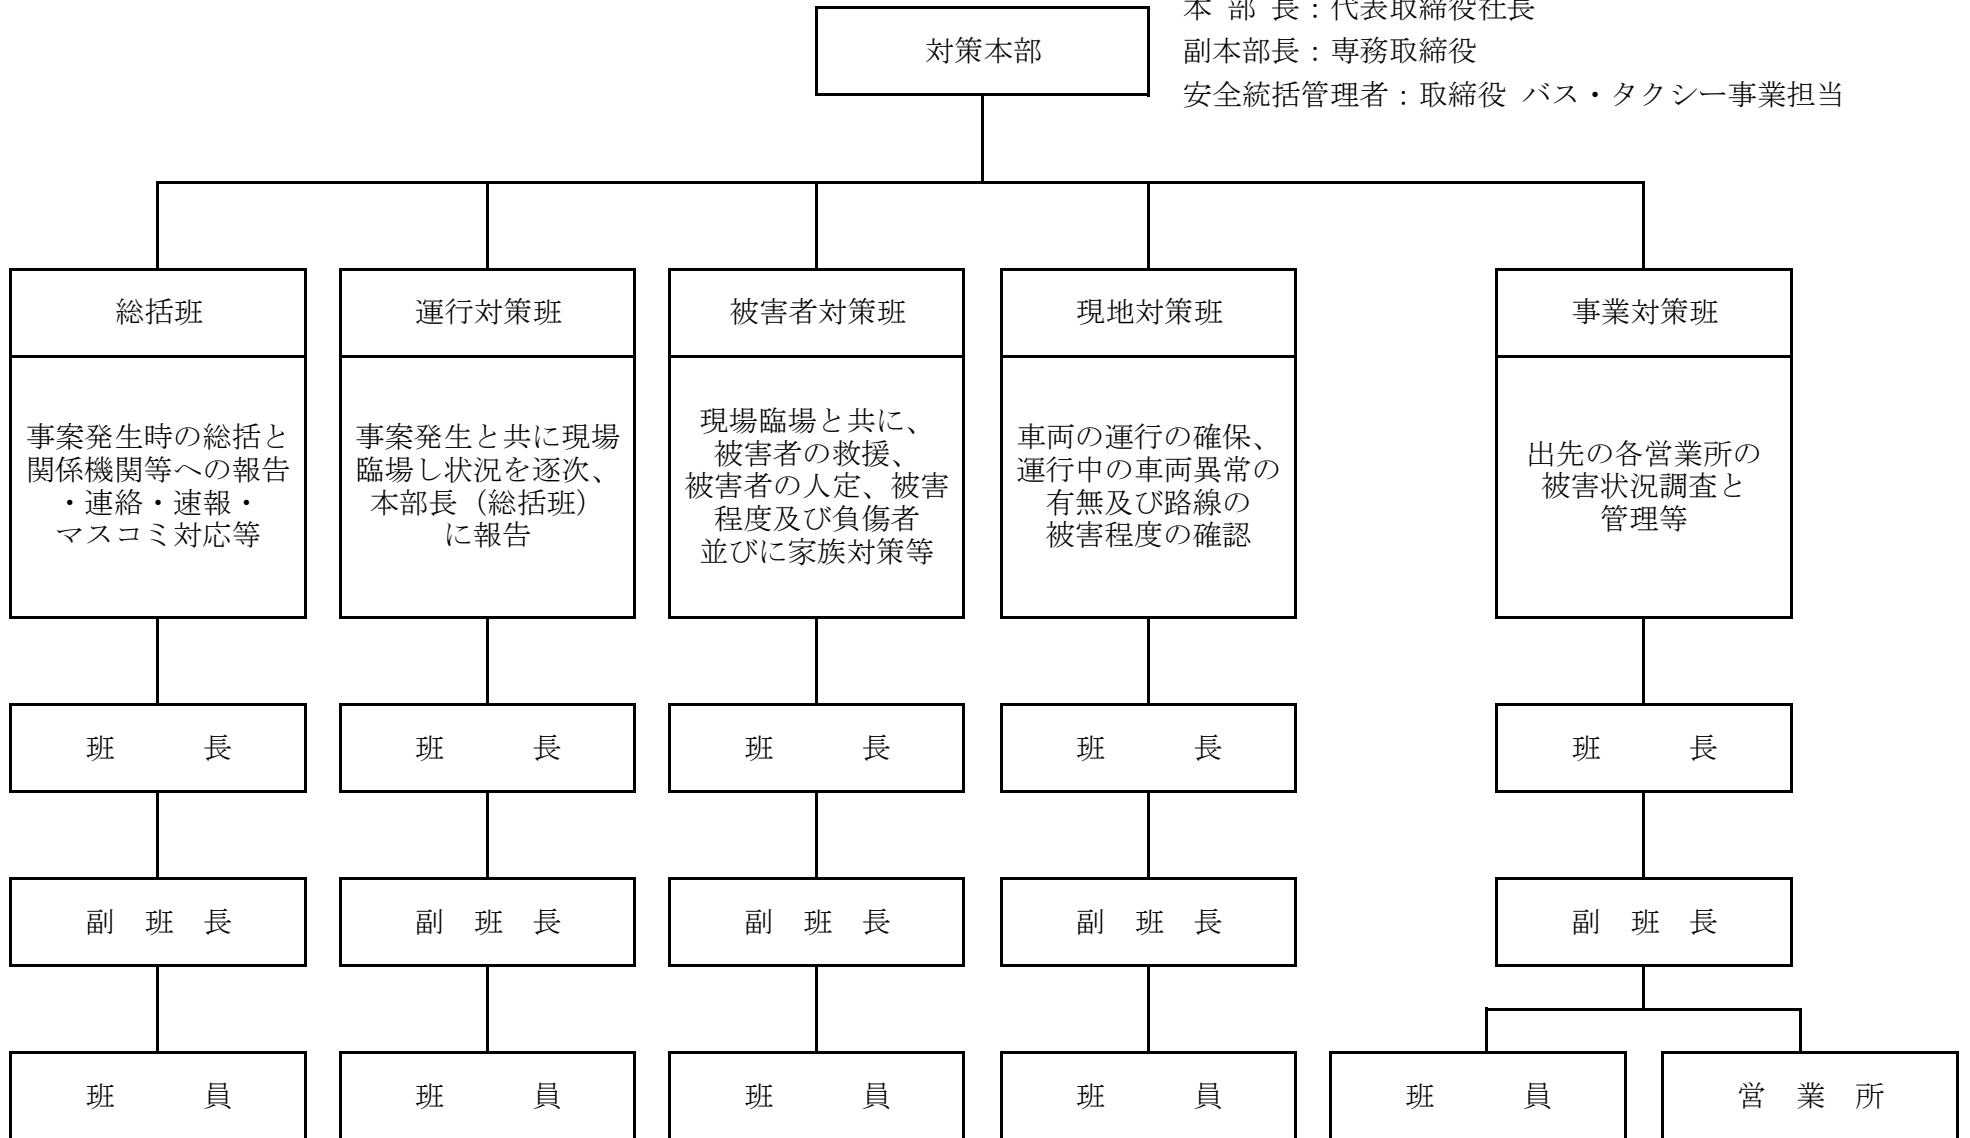 本 部 長：代表取締役社長
対策本部
副本部長：専務取締役
安全統括管理者：取締役 バス・タクシー事業担当
総括班
運行対策班
被害者対策班
現地対策班
事業対策班
事案発生時の総括と
関係機関等への報告
・連絡・速報・
マスコミ対応等
事案発生と共に現場
臨場し状況を逐次、
本部長（総括班）
に報告
現場臨場と共に、
被害者の救援、
被害者の人定、被害
程度及び負傷者
並びに家族対策等
車両の運行の確保、
運行中の車両異常の
有無及び路線の
被害程度の確認
出先の各営業所の
被害状況調査と
管理等
班　　　長
班　　　長
班　　　長
班　　　長
班　　　長
副　班　長
副　班　長
副　班　長
副　班　長
副　班　長
班　　　員
班　　　員
班　　　員
班　　　員
班　　　員
営　業　所